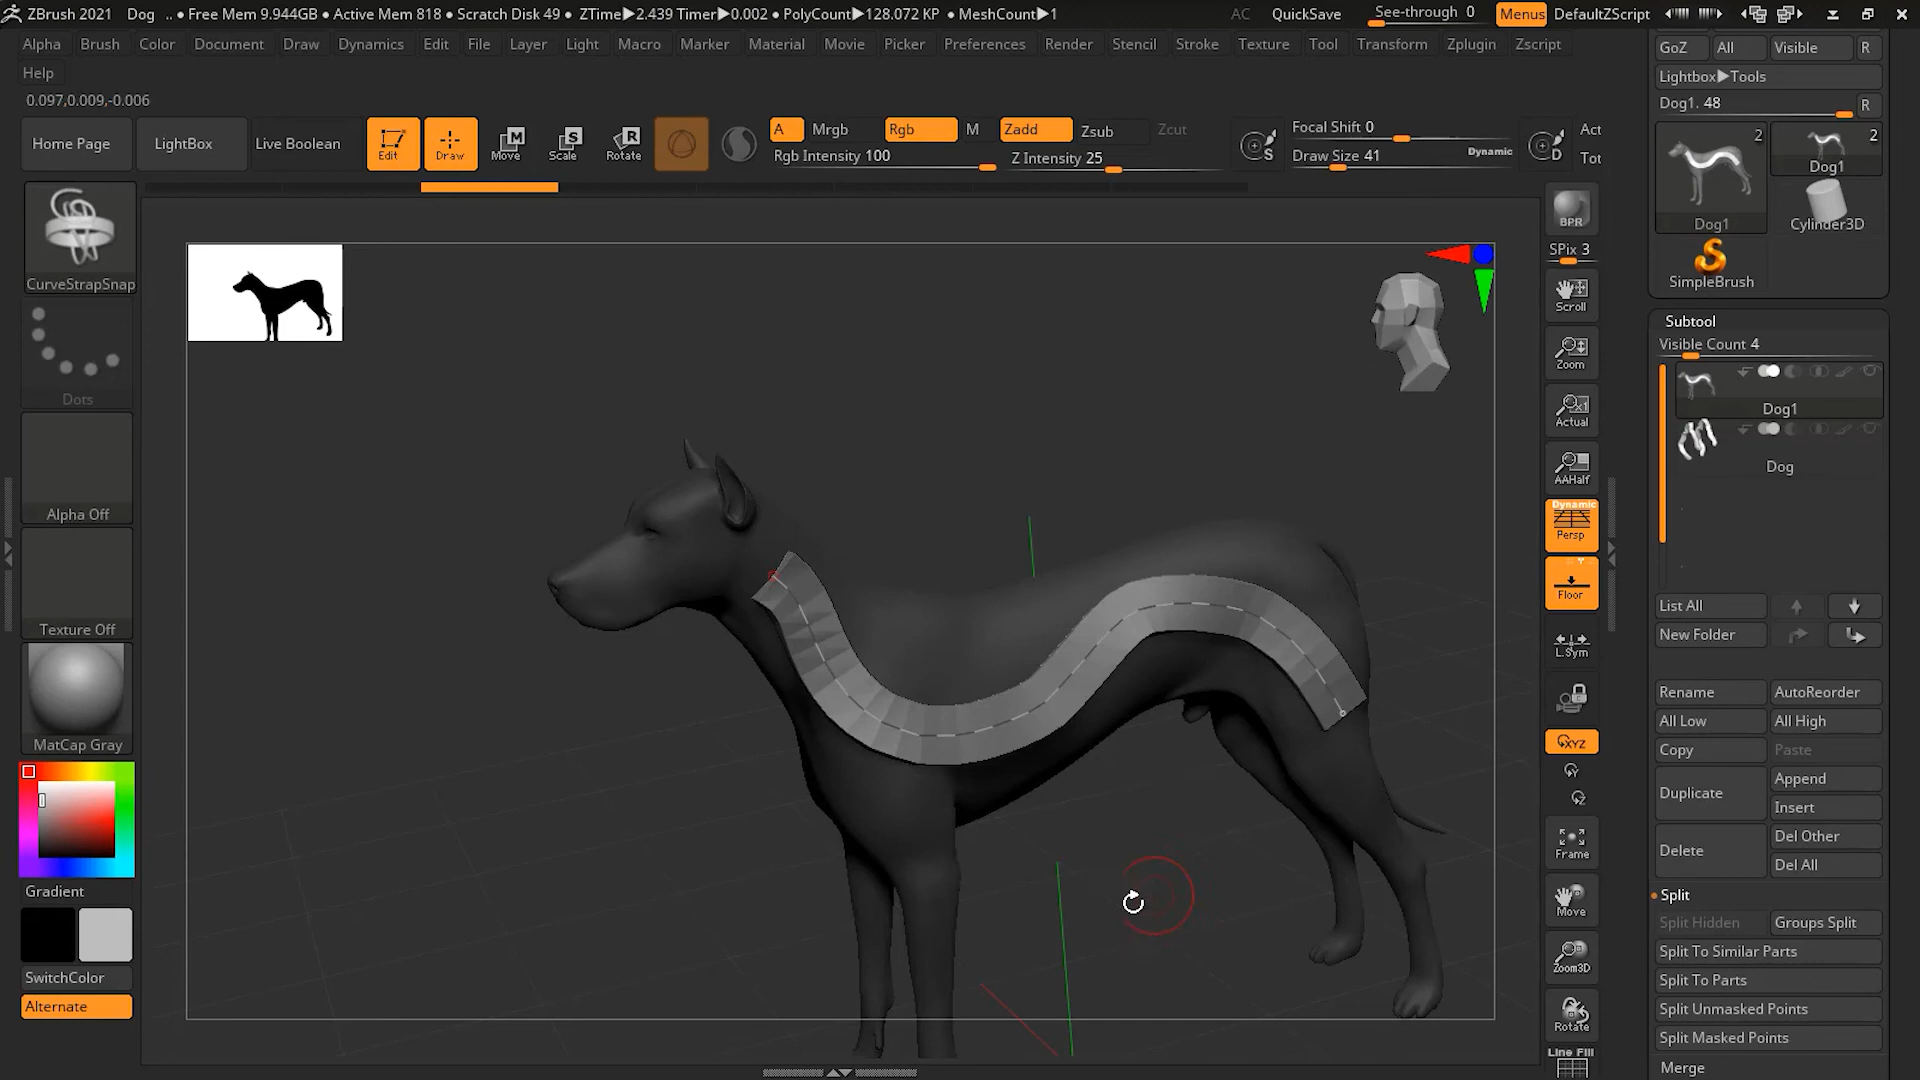 ZBrush 2021 Dog .. • Free Mem 9.944GB • Active Mem 818 • Scratch Disk 49 • ZTime▶2.439 Timer▶0.002 • PolyCount▶128.072 KP • MeshCount▶1 AC QuickSave See-through 0 Menus DefaultZScript
Alpha Brush Color Document Draw Dynamics Edit File Layer Light Macro Marker Material Movie Picker Preferences Render Stencil Stroke Texture Tool Transform Zplugin Zscript
Help
0.097,0.009,-0.006
Home Page LightBox Live Boolean Edit Draw Move Scale Rotate
A Mrgb Rgb M Zadd Zsub Zcut
Rgb Intensity 100 Z Intensity 25
Focal Shift 0
Draw Size 41 Dynamic
S
D
Act
Tot
CurveStrapSnap
Dots
Alpha Off
Texture Off
MatCap Gray
Gradient
SwitchColor
Alternate
BPR
SPix 3
Scroll
Zoom
Actual
AAHalf
Dynamic
Persp
Floor
L.Sym
XYZ
Y
Z
Frame
Move
Zoom3D
Rotate
Line Fill
GoZ All Visible R
Lightbox▶Tools
Dog1. 48 R
2
Dog1
2
Dog1
Cylinder3D
SimpleBrush
Subtool
Visible Count 4
Dog1
Dog
List All
New Folder
Rename AutoReorder
All Low All High
Copy Paste
Duplicate Append
Insert
Delete Del Other
Del All
Split
Split Hidden Groups Split
Split To Similar Parts
Split To Parts
Split Unmasked Points
Split Masked Points
Merge